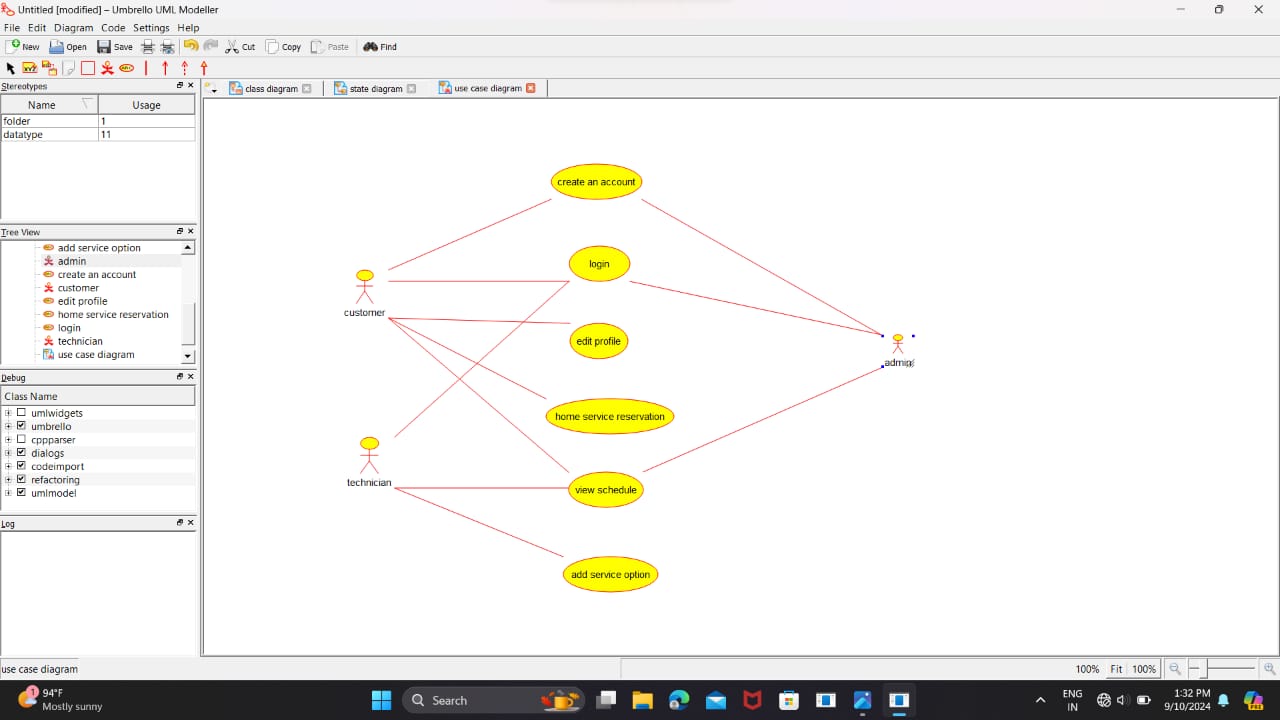 Untitled [modified] – Umbrello UML Modeller
File Edit Diagram Code Settings Help
New Open Save Cut Copy Paste Find
Stereotypes
class diagram state diagram use case diagram
Name Usage
folder 1
datatype 11
Tree View
add service option
admin
create an account
customer
edit profile
home service reservation
login
technician
use case diagram
Debug
Class Name
umlwidgets
umbrello
cppparser
dialogs
codeimport
refactoring
umlmodel
Log
create an account
login
customer
edit profile
admin
home service reservation
technician
view schedule
add service option
use case diagram
100% Fit 100%
1
94°F
Mostly sunny
Search
ENG
IN
1:32 PM
9/10/2024
PRE